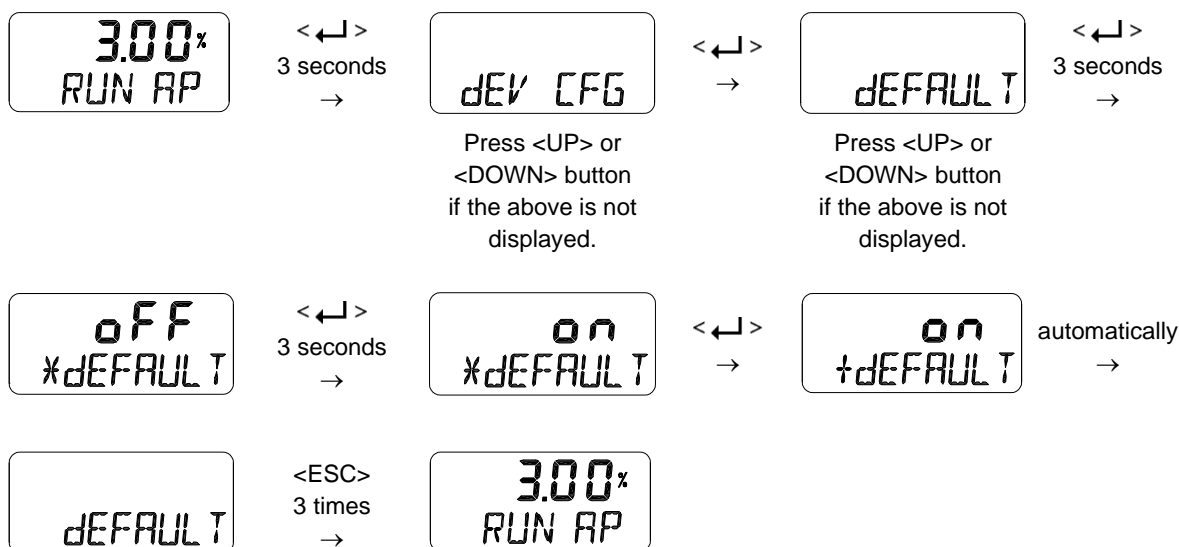 3.00%
RUN AP
<↵>
3 seconds
→
dEV CFG
Press <UP> or
<DOWN> button
if the above is not
displayed.
<↵>
→
dEFAULT
Press <UP> or
<DOWN> button
if the above is not
displayed.
<↵>
3 seconds
→
oFF
*dEFAULT
<↵>
3 seconds
→
on
*dEFAULT
<↵>
→
on
+dEFAULT
automatically
→
dEFAULT
<ESC>
3 times
→
3.00%
RUN AP